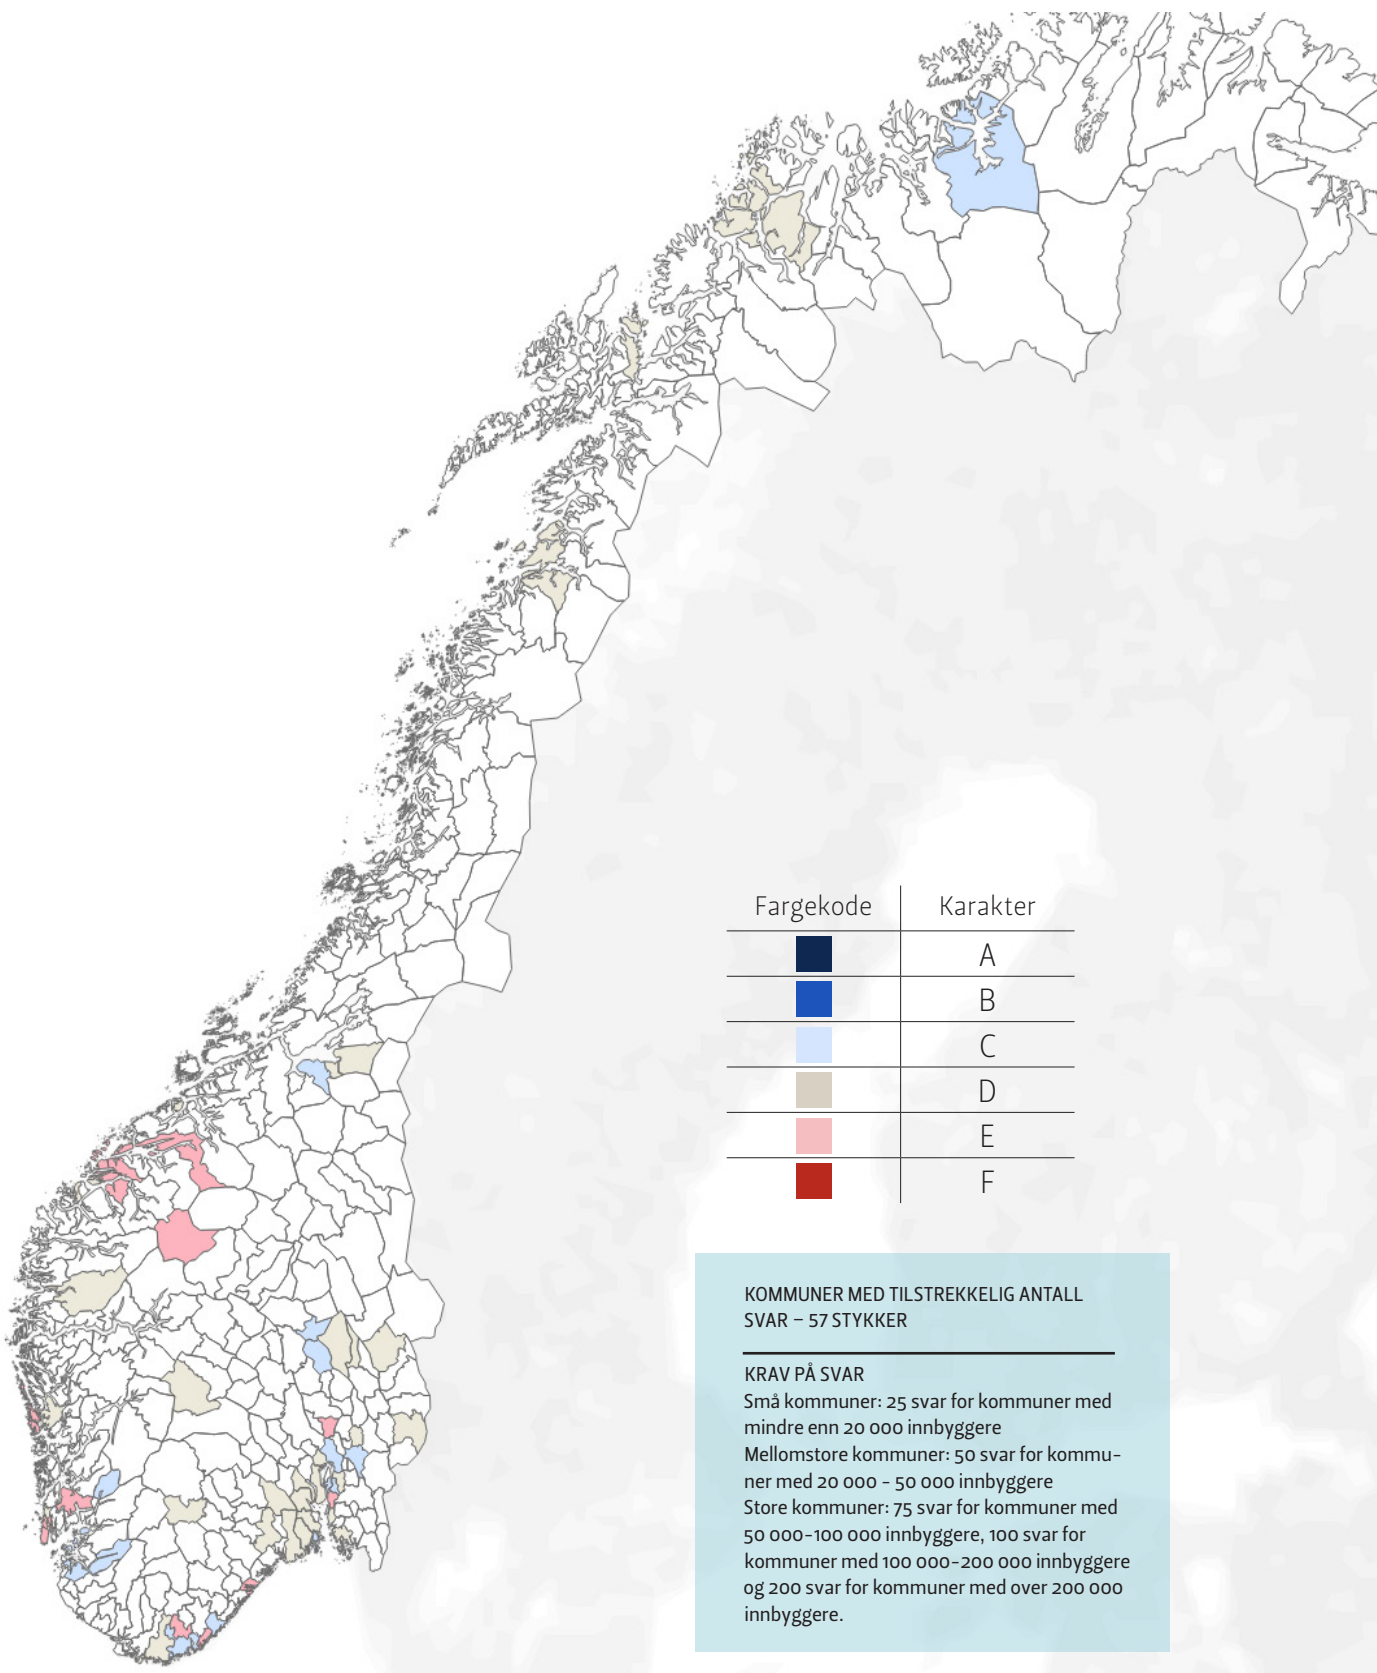 Fargekode Karakter
A
B
C
D
E
F
KOMMUNER MED TILSTREKKELIG ANTALL
SVAR – 57 STYKKER
KRAV PÅ SVAR
Små kommuner: 25 svar for kommuner med
mindre enn 20 000 innbyggere
Mellomstore kommuner: 50 svar for kommu-
ner med 20 000 - 50 000 innbyggere
Store kommuner: 75 svar for kommuner med
50 000-100 000 innbyggere, 100 svar for
kommuner med 100 000-200 000 innbyggere
og 200 svar for kommuner med over 200 000
innbyggere.